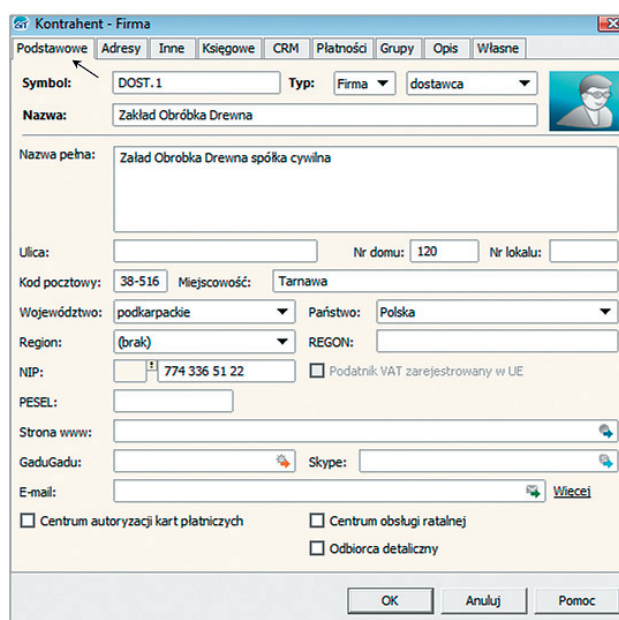 Kontrahent - Firma
Podstawowe Adresy Inne Księgowe CRM Płatności Grupy Opis Własne
Symbol: DOST.1 Typ: Firma dostawca
Nazwa: Zakład Obróbki Drewna
Nazwa pełna: Załad Obrobka Drewna spółka cywilna
Ulica: Nr domu: 120 Nr lokalu:
Kod pocztowy: 38-516 Miejscowość: Tarnawa
Województwo: podkarpackie Państwo: Polska
Region: (brak) REGON:
NIP: 774 336 51 22 Podatnik VAT zarejestrowany w UE
PESEL:
Strona www:
GaduGadu: Skype:
E-mail: Więcej
Centrum autoryzacji kart płatniczych Centrum obsługi ratalnej
Odbiorca detaliczny
OK Anuluj Pomoc